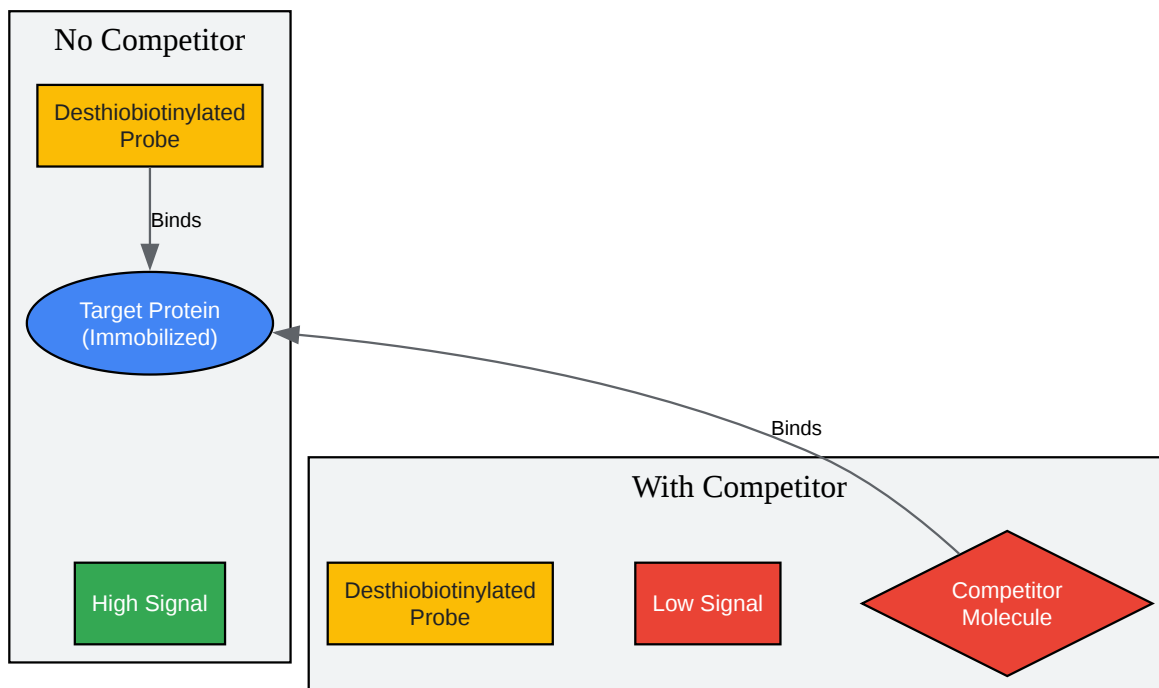 No Competitor
Desthiobiotinylated
Probe
Binds
Target Protein
(Immobilized)
High Signal
Binds
With Competitor
Desthiobiotinylated
Probe
Low Signal
Competitor
Molecule